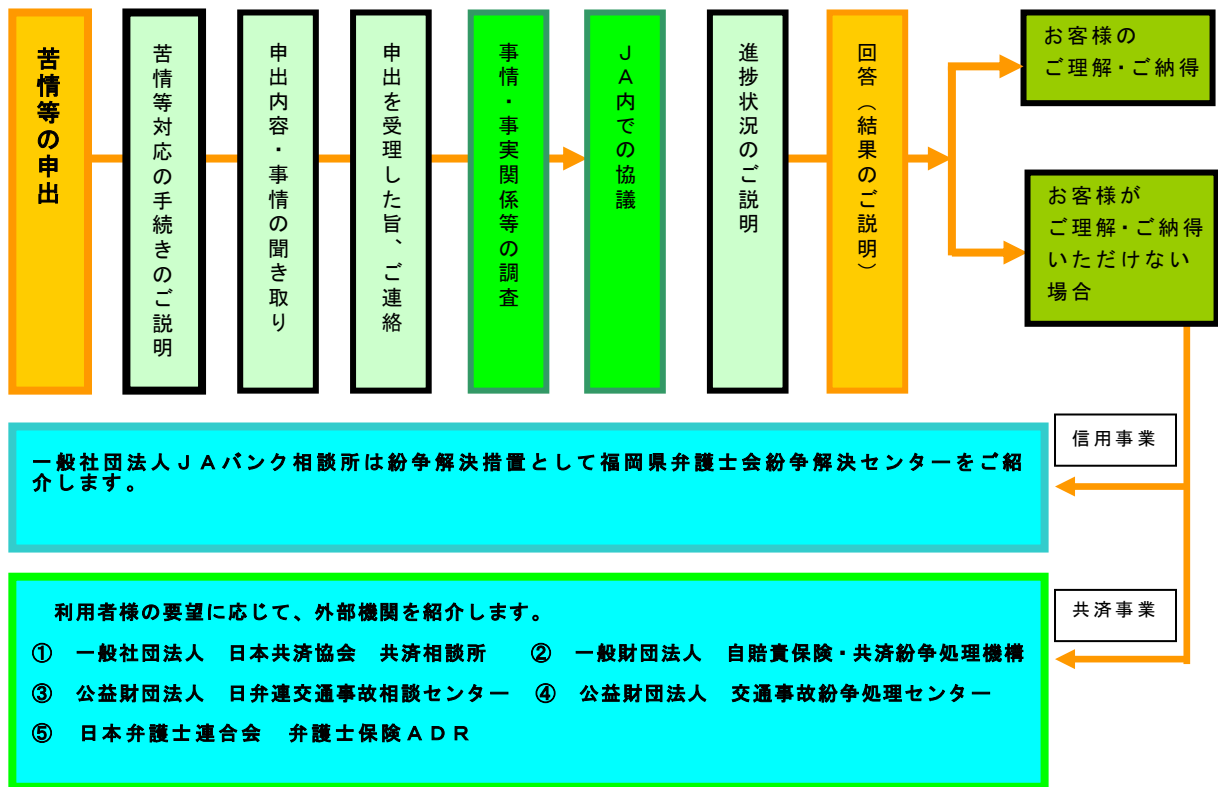 苦情等の申出
苦情等対応の手続きのご説明
申出内容・事情の聞き取り
申出を受理した旨、ご連絡
事情・事実関係等の調査
ＪＡ内での協議
進捗状況のご説明
回答（結果のご説明）
お客様の
ご理解・ご納得
お客様が
ご理解・ご納得
いただけない
場合
信用事業
一般社団法人ＪＡバンク相談所は紛争解決措置として福岡県弁護士会紛争解決センターをご紹
介します。
共済事業
利用者様の要望に応じて、外部機関を紹介します。
①　一般社団法人　日本共済協会　共済相談所　②　一般財団法人　自賠責保険・共済紛争処理機構
③　公益財団法人　日弁連交通事故相談センター　④　公益財団法人　交通事故紛争処理センター
⑤　日本弁護士連合会　弁護士保険ＡＤＲ